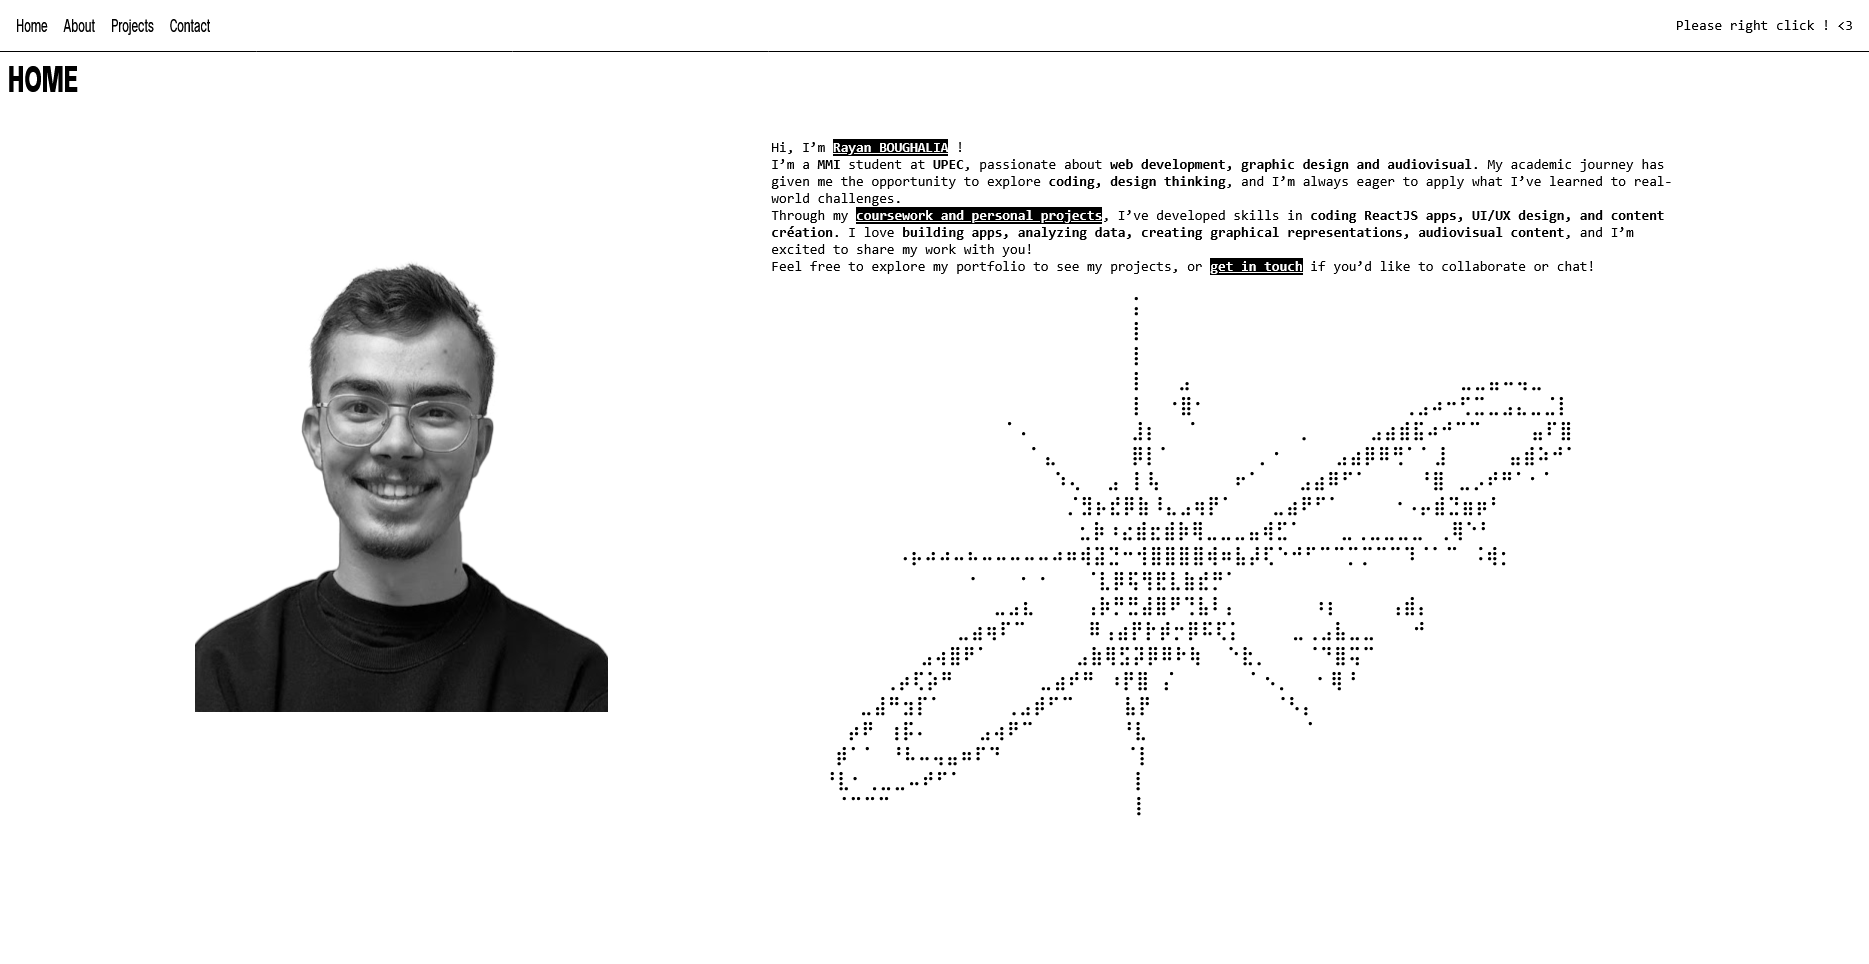 Home About Projects Contact
Please right click ! <3
HOME
Hi, I’m Rayan BOUGHALIA !
I’m a MMI student at UPEC, passionate about web development, graphic design and audiovisual. My academic journey has
given me the opportunity to explore coding, design thinking, and I’m always eager to apply what I’ve learned to real-
world challenges.
Through my coursework and personal projects, I’ve developed skills in coding ReactJS apps, UI/UX design, and content
création. I love building apps, analyzing data, creating graphical representations, audiovisual content, and I’m
excited to share my work with you!
Feel free to explore my portfolio to see my projects, or get in touch if you’d like to collaborate or chat!